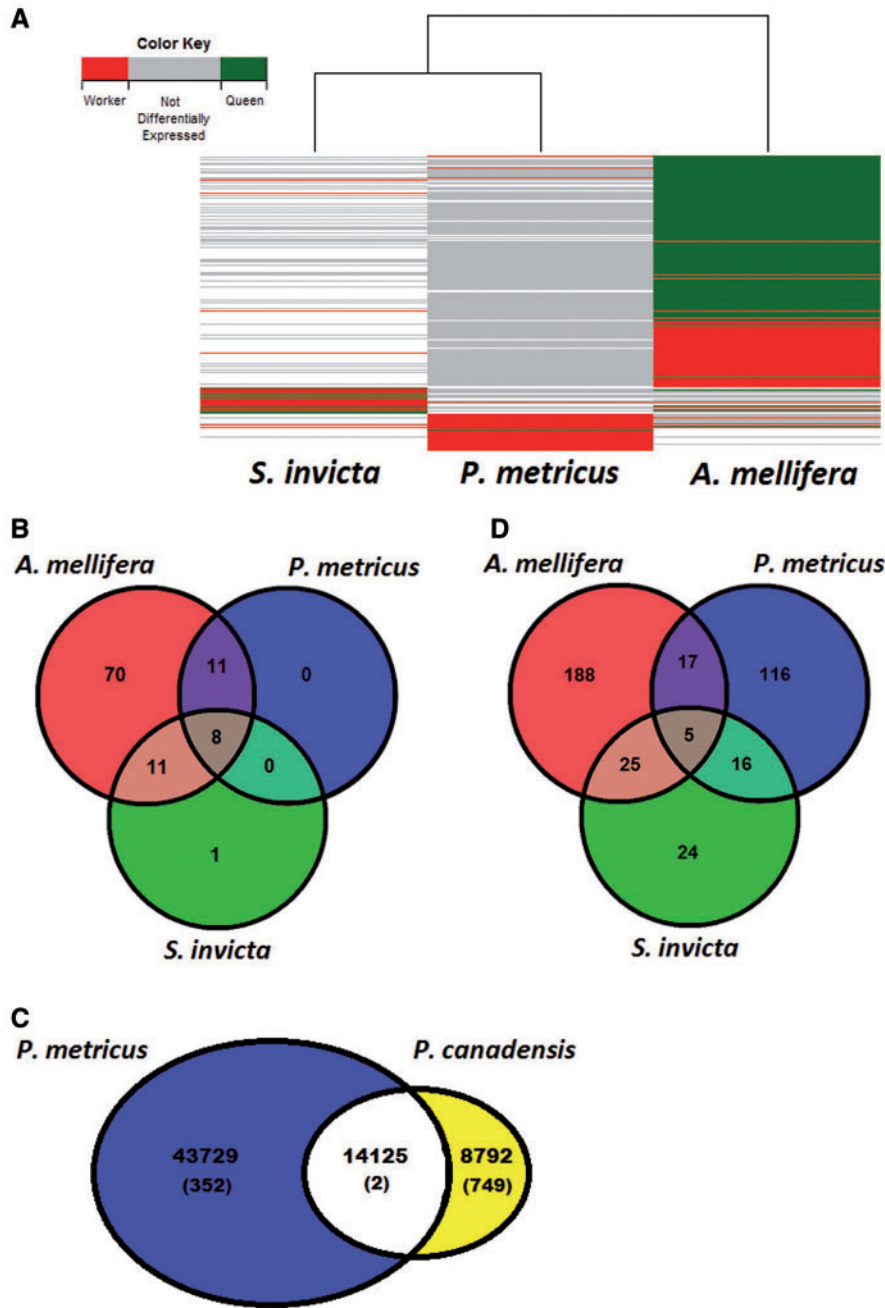 A
Color Key
Worker
Not
Differentially
Expressed
Queen
S. invicta
P. metricus
A. mellifera
B
A. mellifera
P. metricus
70
11
0
8
11
0
1
S. invicta
D
A. mellifera
P. metricus
188
17
116
5
25
16
24
S. invicta
C
P. metricus
P. canadensis
43729
(352)
14125
(2)
8792
(749)